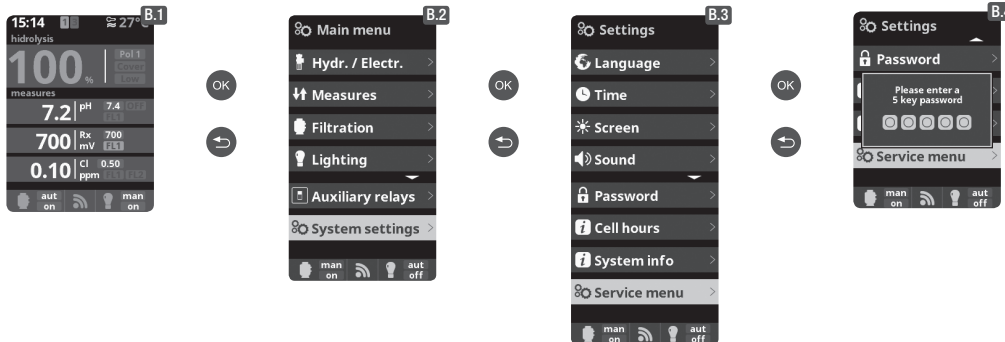 B.1
15:14 1 27°
hidrolysis
100 %
Pol 1
Cover
Low
measures
7.2 pH 7.4 OFF
FL1
700 Rx mV 700
FL1
0.10 Cl ppm 0.50
FL1 FL2
aut on
man on
OK
B.2
Main menu
Hydr. / Electr. >
Measures >
Filtration >
Lighting >
Auxiliary relays >
System settings >
man on
aut off
OK
B.3
Settings
Language >
Time >
Screen >
Sound >
Password >
Cell hours >
System info >
Service menu >
man on
aut off
OK
Settings
Password >
Please enter a
5 key password
Service menu >
man on
aut off